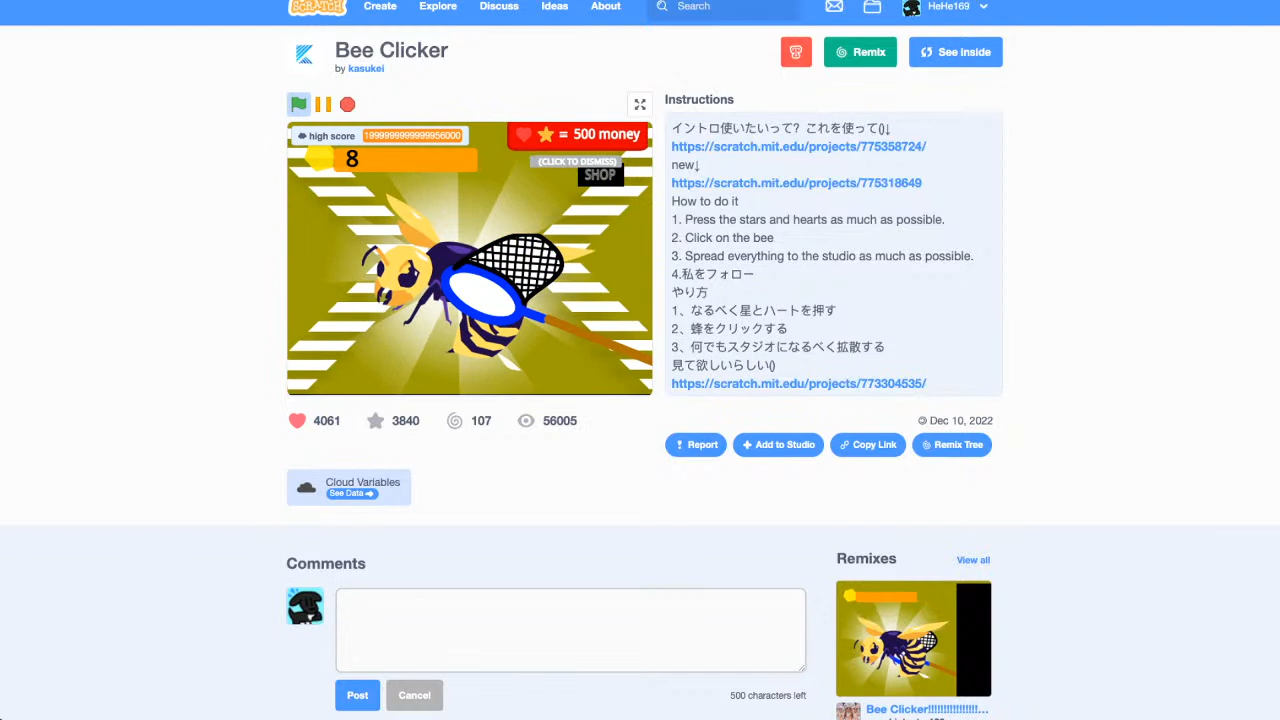 SCRATCH
Create
Explore
Discuss
Ideas
About
Search
HeHe169
Bee Clicker
by kasukei
Remix
See inside
high score 1999999999999956000
= 500 money
8
(CLICK TO DISMISS)
SHOP
Instructions
イントロ使いたいって？これを使って()↓
https://scratch.mit.edu/projects/775358724/
new↓
https://scratch.mit.edu/projects/775318649
How to do it
1. Press the stars and hearts as much as possible.
2. Click on the bee
3. Spread everything to the studio as much as possible.
4.私をフォロー
やり方
1、なるべく星とハートを押す
2、蜂をクリックする
3、何でもスタジオになるべく拡散する
見て欲しいらしい()
https://scratch.mit.edu/projects/773304535/
4061
3840
107
56005
© Dec 10, 2022
Report
Add to Studio
Copy Link
Remix Tree
Cloud Variables
See Data
Comments
Post
Cancel
500 characters left
Remixes
View all
Bee Clicker!!!!!!!!!!!!!!!...